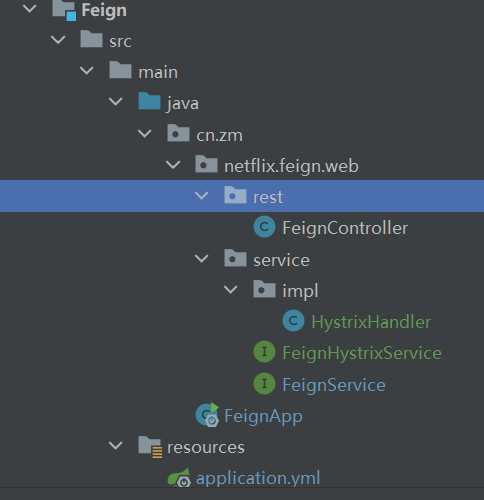 Feign
src
main
java
cn.zm
netflix.feign.web
rest
C FeignController
service
impl
C HystrixHandler
I FeignHystrixService
I FeignService
C FeignApp
resources
application.yml